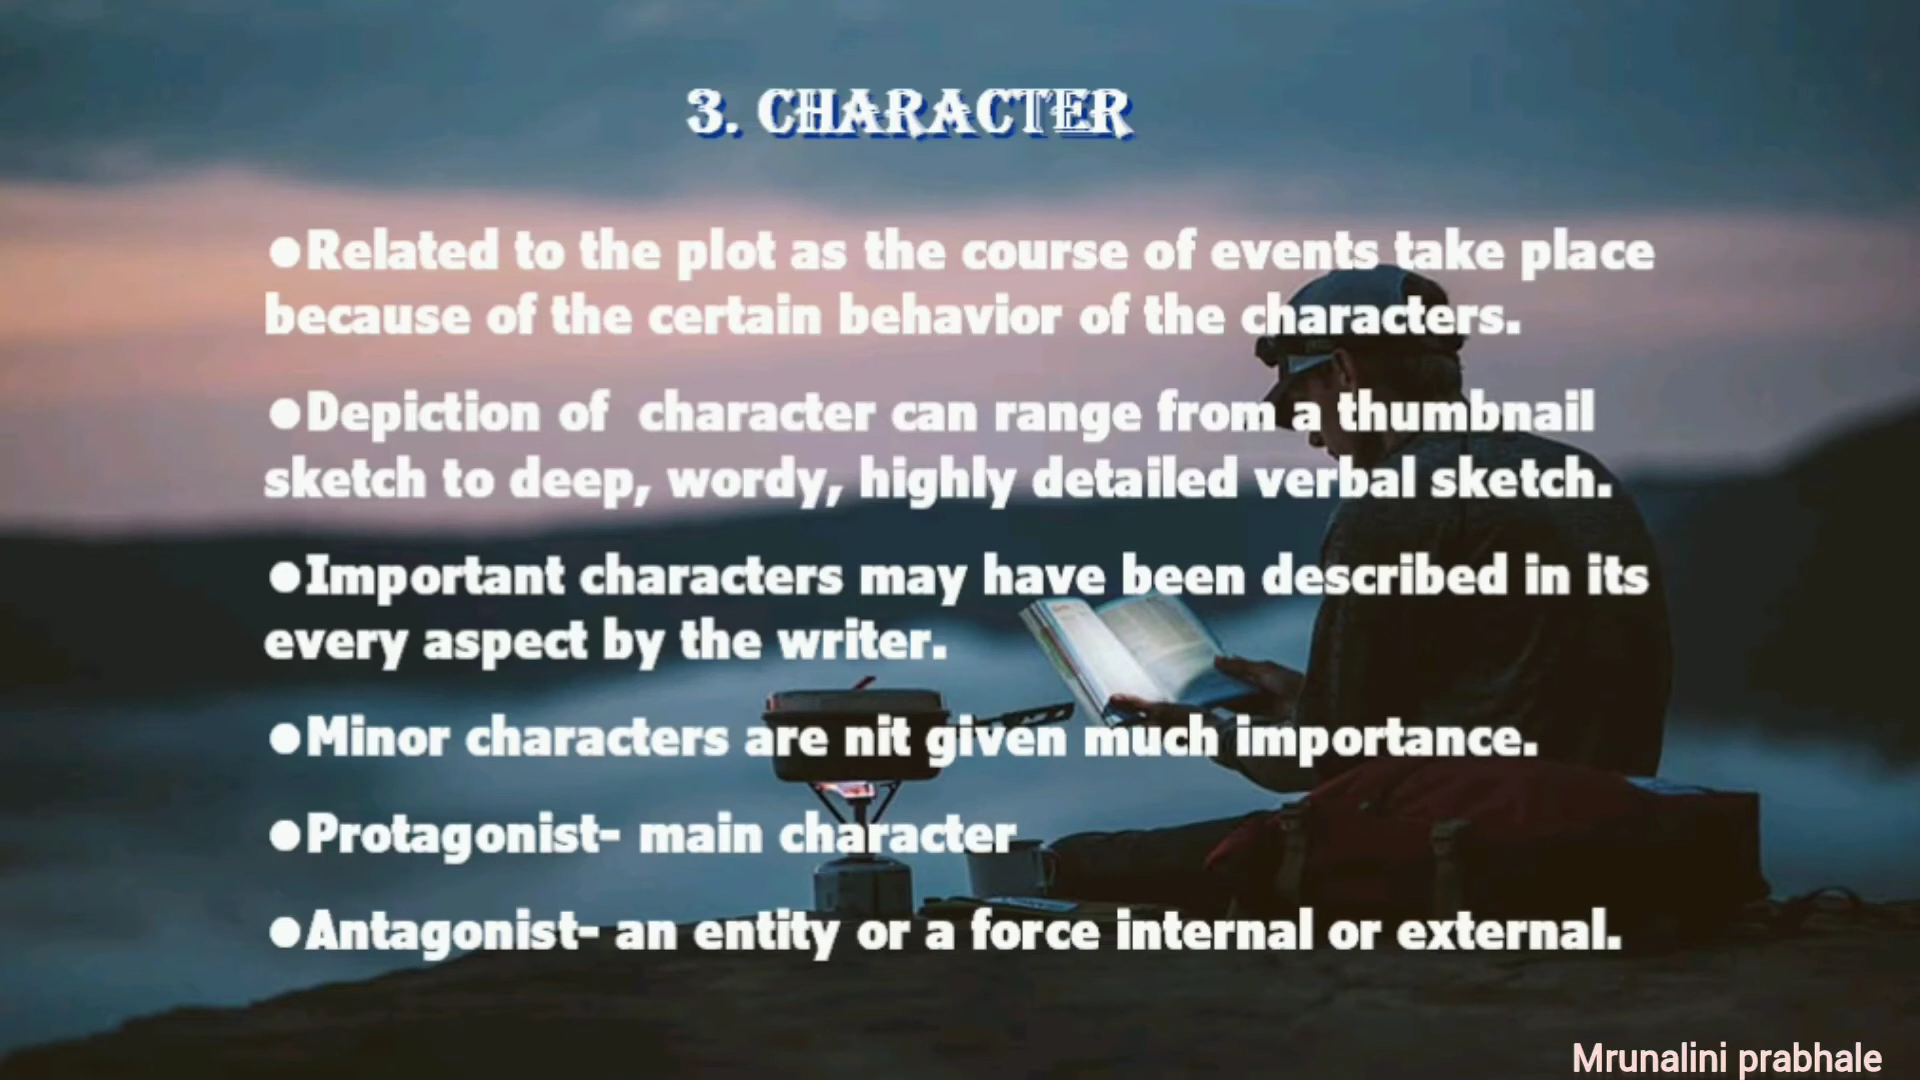 3. CHARACTER
●Related to the plot as the course of events take place
because of the certain behavior of the characters.
●Depiction of character can range from a thumbnail
sketch to deep, wordy, highly detailed verbal sketch.
●Important characters may have been described in its
every aspect by the writer.
●Minor characters are nit given much importance.
●Protagonist- main character
●Antagonist- an entity or a force internal or external.
Mrunalini prabhale